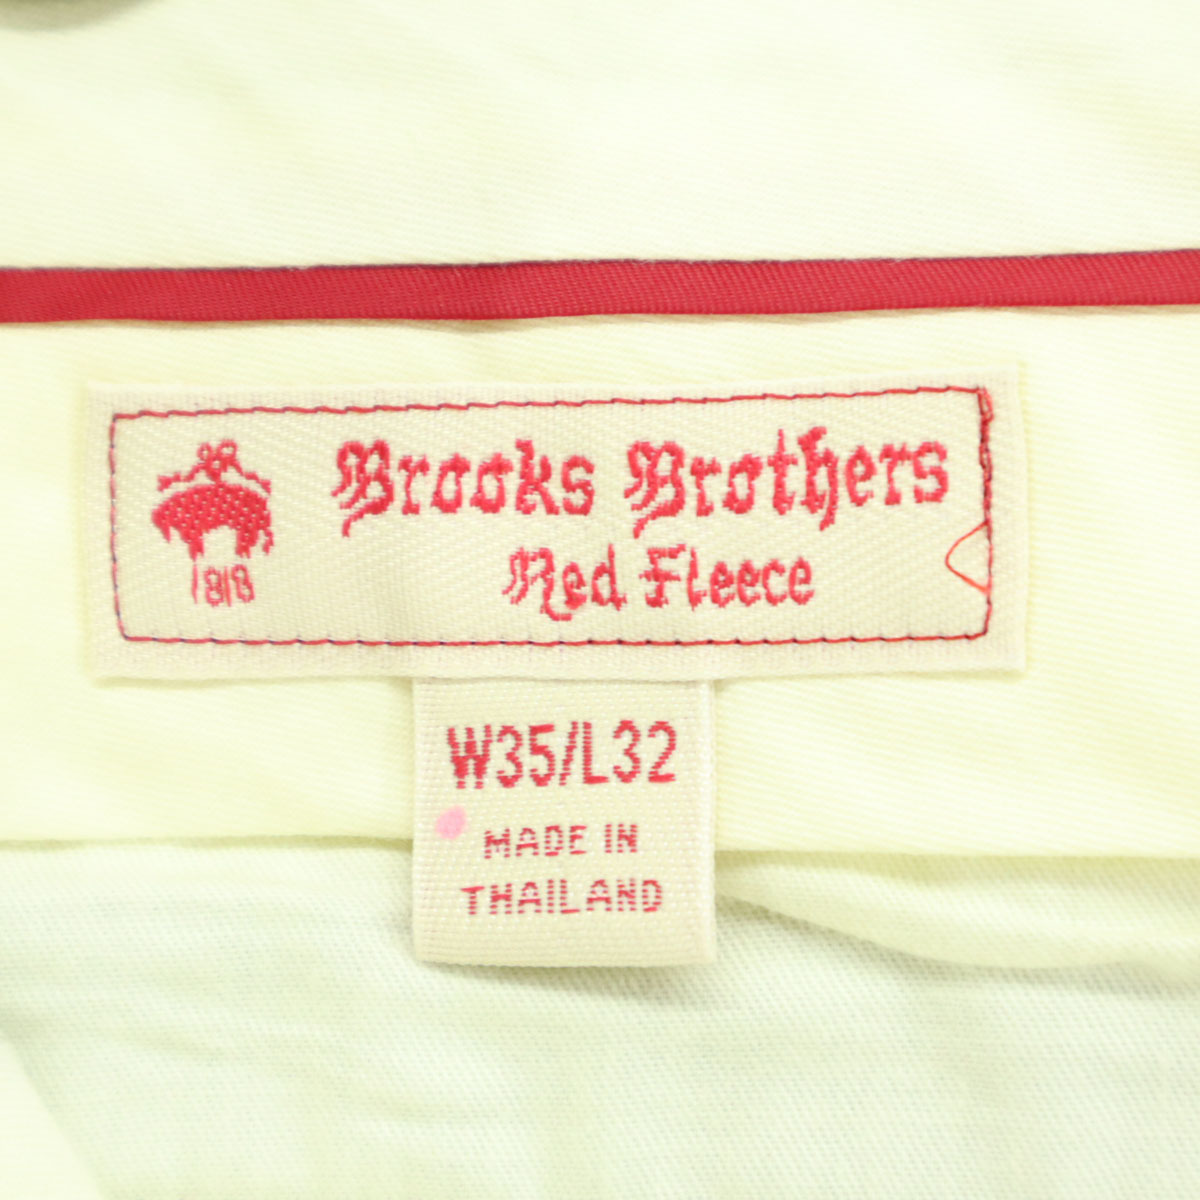 Brooks Brothers
Red Fleece
1818
W35/L32
MADE IN
THAILAND